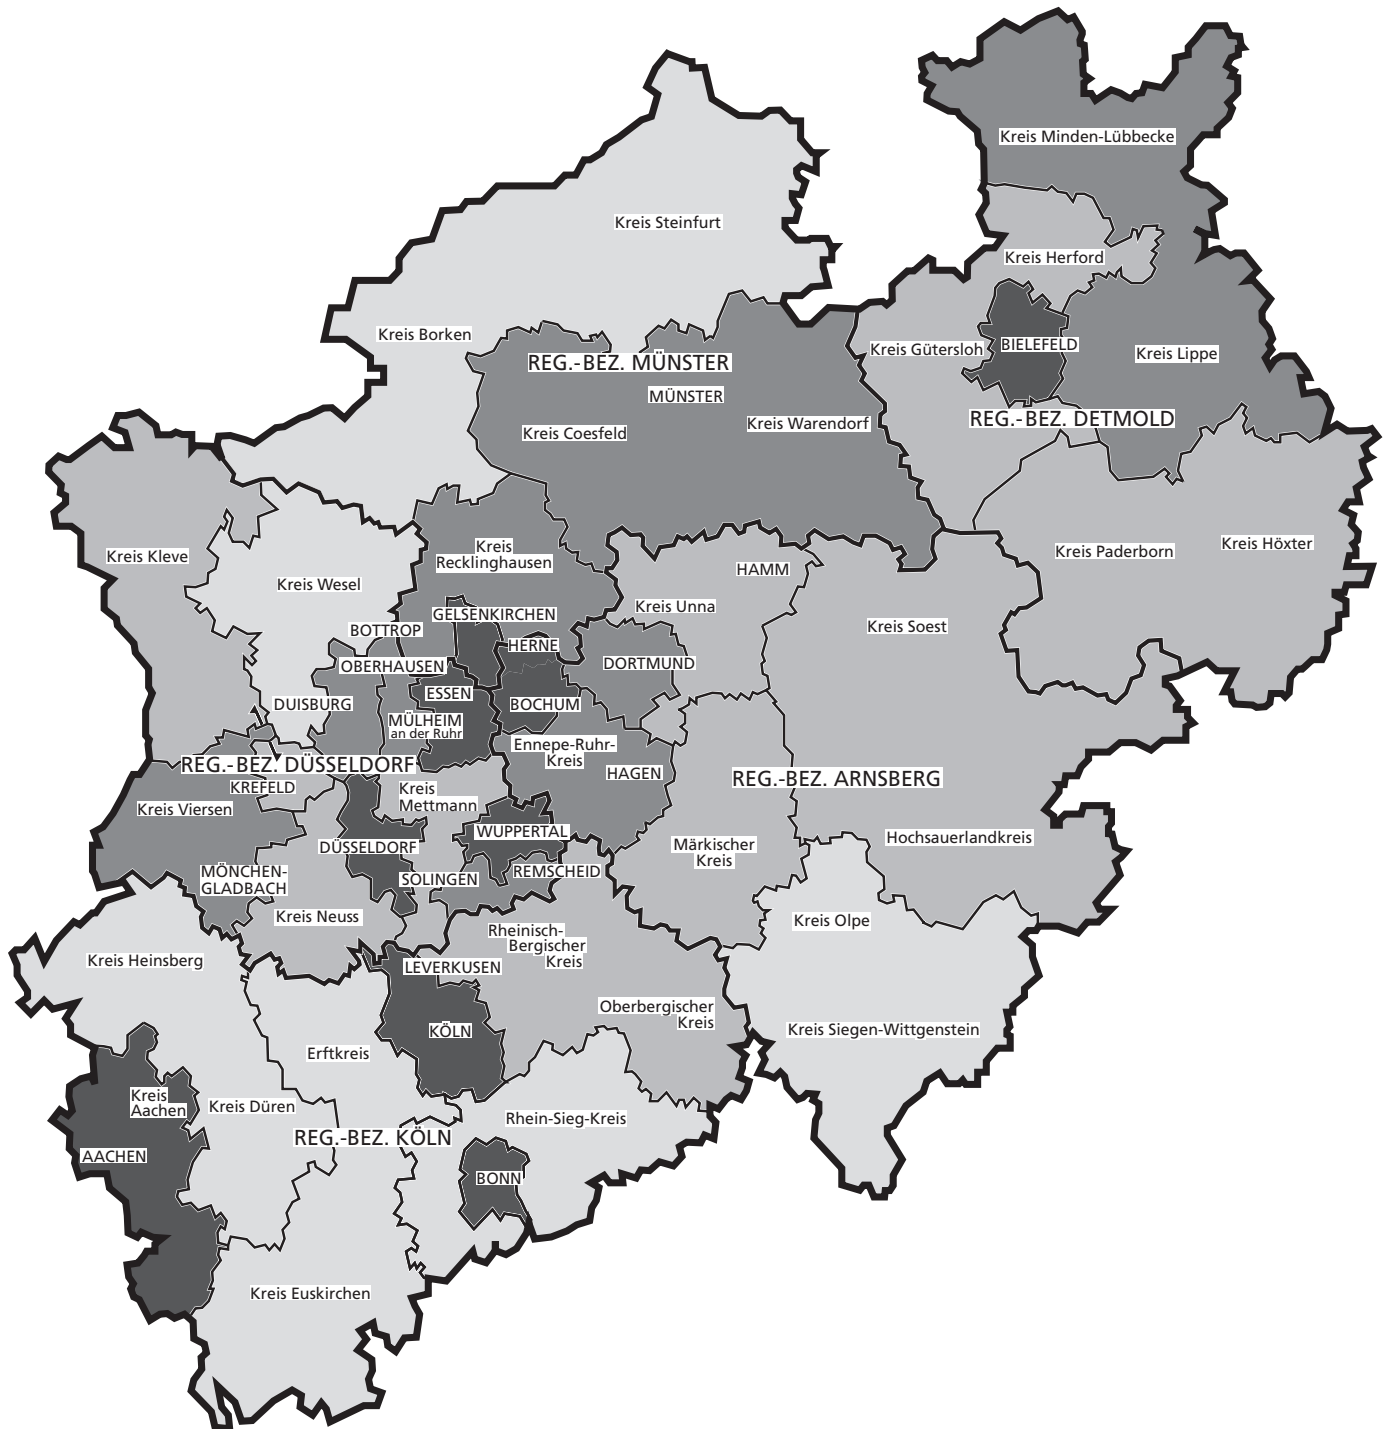 Kreis Minden-Lübbecke
Kreis Steinfurt
Kreis Herford
Kreis Borken
BIELEFELD
Kreis Gütersloh
Kreis Lippe
REG.-BEZ. MÜNSTER
MÜNSTER
Kreis Coesfeld
Kreis Warendorf
REG.-BEZ. DETMOLD
Kreis Kleve
Kreis
Recklinghausen
Kreis Paderborn
Kreis Höxter
HAMM
Kreis Wesel
Kreis Unna
GELSENKIRCHEN
Kreis Soest
BOTTROP
HERNE
OBERHAUSEN
DORTMUND
ESSEN
DUISBURG
BOCHUM
MÜLHEIM
an der Ruhr
Ennepe-Ruhr-
Kreis
REG.-BEZ. DÜSSELDORF
HAGEN
REG.-BEZ. ARNSBERG
KREFELD
Kreis
Mettmann
Kreis Viersen
WUPPERTAL
Hochsauerlandkreis
DÜSSELDORF
Märkischer
Kreis
MÖNCHEN-
GLADBACH
SOLINGEN
REMSCHEID
Kreis Neuss
Kreis Olpe
Rheinisch-
Bergischer
Kreis
Kreis Heinsberg
LEVERKUSEN
Oberbergischer
Kreis
KÖLN
Kreis Siegen-Wittgenstein
Erftkreis
Kreis
Aachen
Kreis Düren
Rhein-Sieg-Kreis
REG.-BEZ. KÖLN
AACHEN
BONN
Kreis Euskirchen